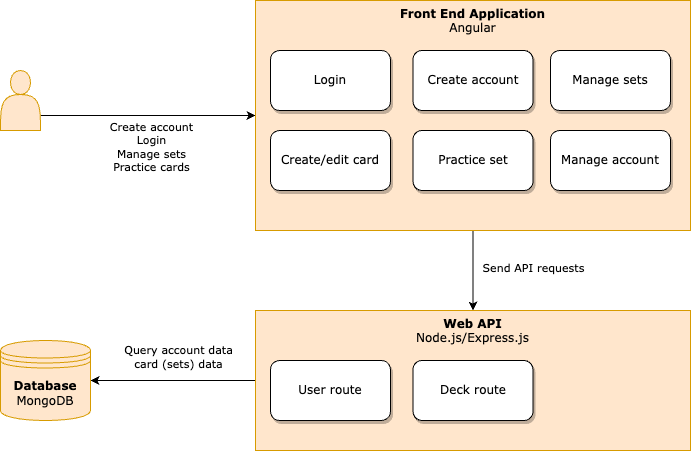 Front End Application
Angular
Login
Create account
Manage sets
Create/edit card
Practice set
Manage account
Create account
Login
Manage sets
Practice cards
Send API requests
Web API
Node.js/Express.js
User route
Deck route
Query account data
card (sets) data
Database
MongoDB